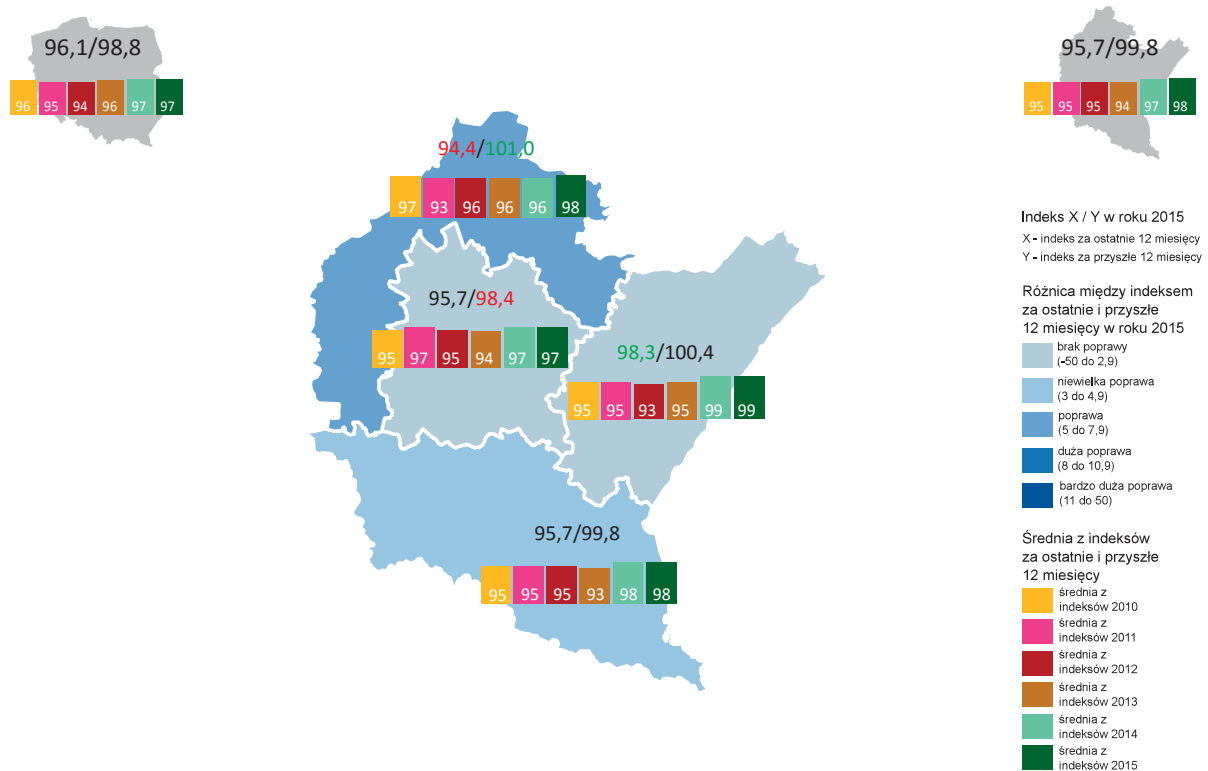 96,1/98,8
96 95 94 96 97 97
95,7/99,8
95 95 95 94 97 98
94,4/101,0
97 93 96 96 96 98
95,7/98,4
95 97 95 94 97 97
98,3/100,4
95 95 93 95 99 99
95,7/99,8
95 95 95 93 98 98
Indeks X / Y w roku 2015
X - indeks za ostatnie 12 miesięcy
Y - indeks za przyszłe 12 miesięcy
Różnica między indeksem
za ostatnie i przyszłe
12 miesięcy w roku 2015
brak poprawy
(-50 do 2,9)
niewielka poprawa
(3 do 4,9)
poprawa
(5 do 7,9)
duża poprawa
(8 do 10,9)
bardzo duża poprawa
(11 do 50)
Średnia z indeksów
za ostatnie i przyszłe
12 miesięcy
średnia z
indeksów 2010
średnia z
indeksów 2011
średnia z
indeksów 2012
średnia z
indeksów 2013
średnia z
indeksów 2014
średnia z
indeksów 2015